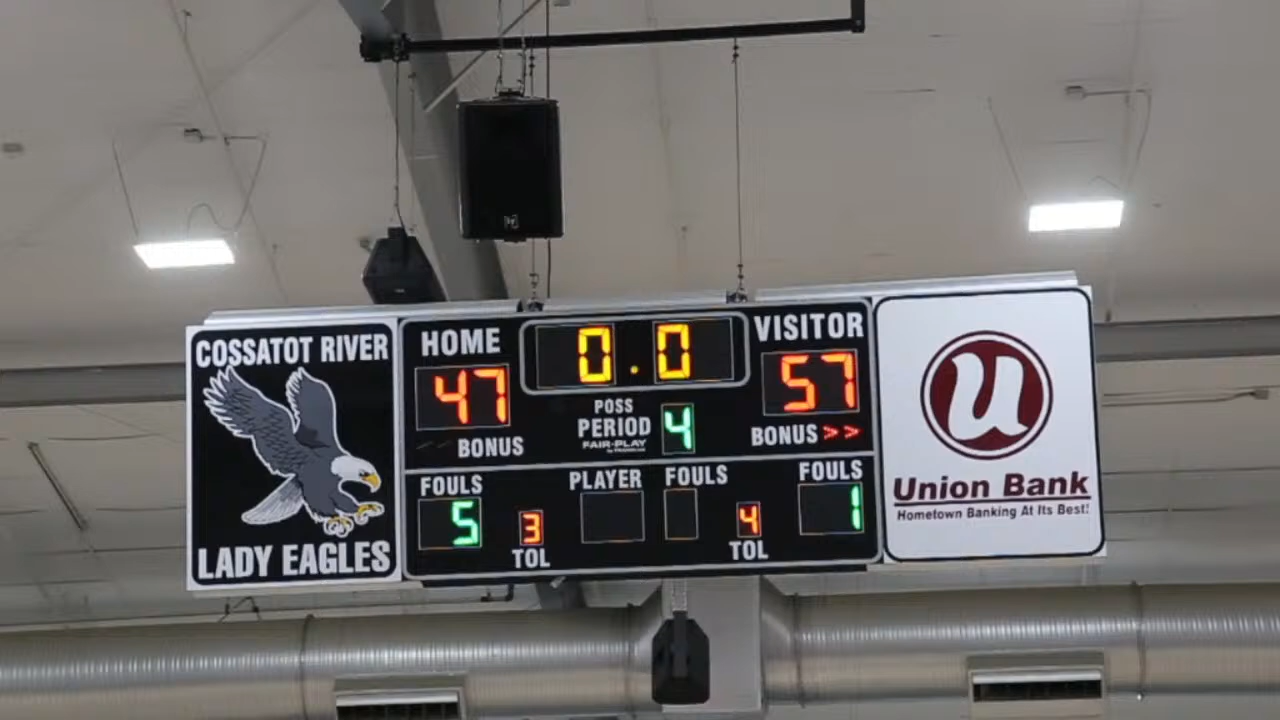 COSSATOT RIVER
LADY EAGLES
HOME
47
BONUS
0.0
POSS
PERIOD
4
FAIR-PLAY
VISITOR
57
BONUS >>
FOULS
5
3
TOL
PLAYER FOULS
4
TOL
FOULS
1
U
Union Bank
Hometown Banking At Its Best!